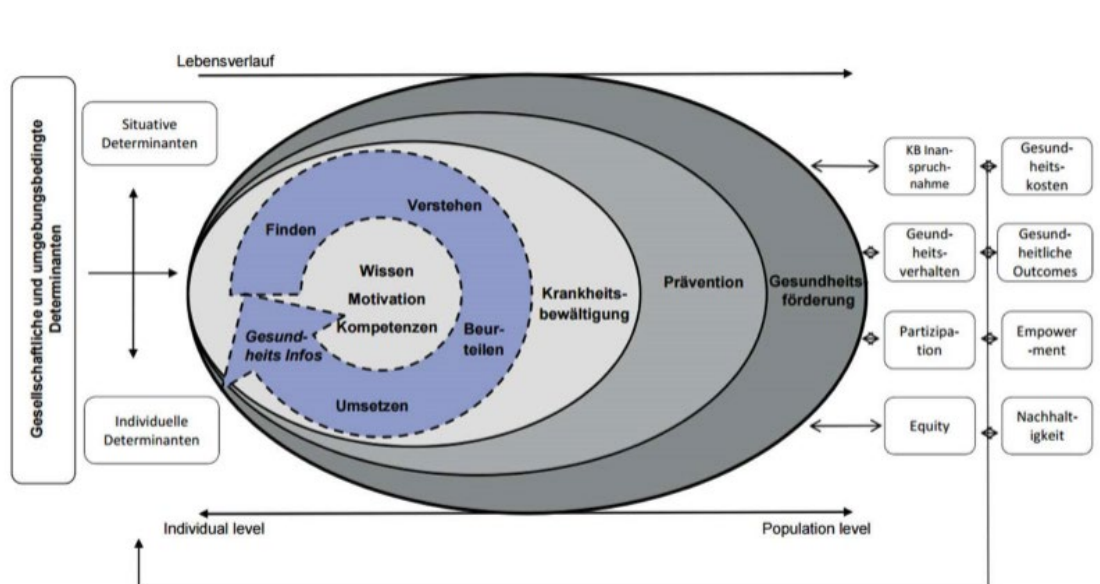 Lebensverlauf
Gesellschaftliche und umgebungsbedingte
Determinanten
Situative
Determinanten
Individuelle
Determinanten
Finden
Verstehen
Wissen
Motivation
Kompetenzen
Gesund-
heits Infos
Beur-
teilen
Umsetzen
Krankheits-
bewältigung
Prävention
Gesundheits
förderung
KB Inan-
spruch-
nahme
Gesund-
heits-
kosten
Geund-
heits-
verhalten
Gesund-
heitliche
Outcomes
Partizipa-
tion
Empower
-ment
Equity
Nachhalt-
igkeit
Individual level
Population level